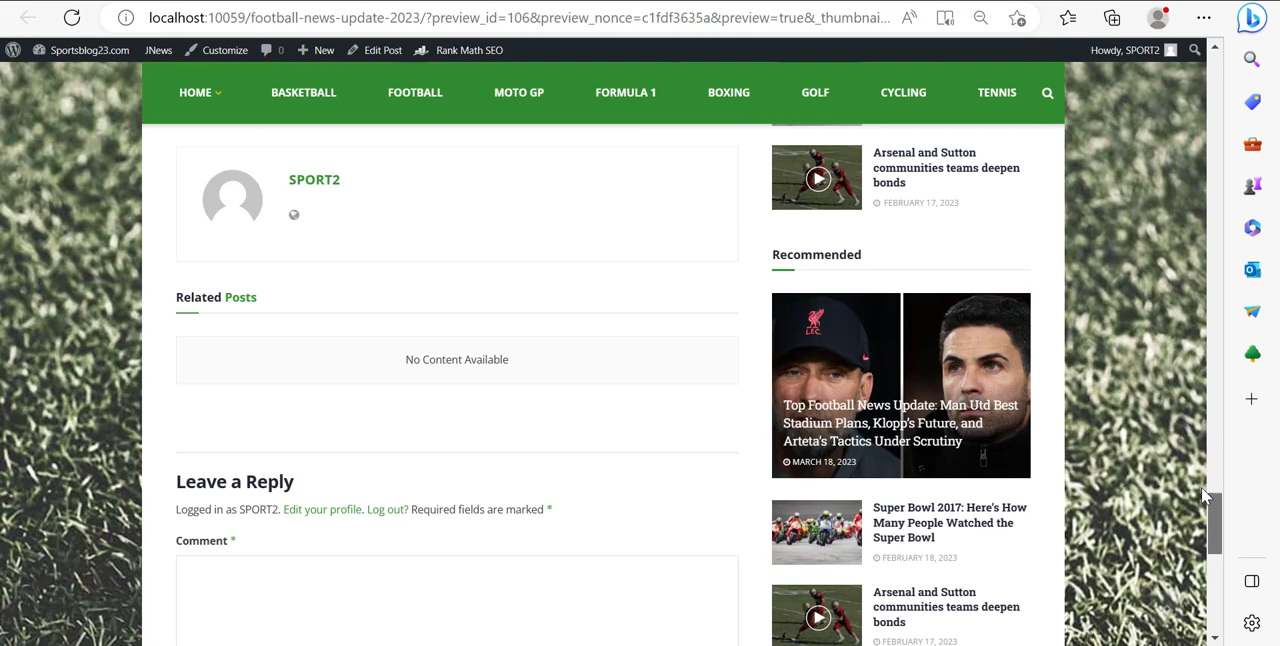 localhost:10059/football-news-update-2023/?preview_id=106&preview_nonce=c1fdf3635a&preview=true&_thumbnai...
Sportsblog23.com JNews Customize 0 New Edit Post Rank Math SEO Howdy, SPORT2
HOME BASKETBALL FOOTBALL MOTO GP FORMULA 1 BOXING GOLF CYCLING TENNIS
SPORT2
Related Posts
No Content Available
Leave a Reply
Logged in as SPORT2. Edit your profile. Log out? Required fields are marked *
Comment *
Arsenal and Sutton
communities teams deepen
bonds
FEBRUARY 17, 2023
Recommended
L.F.C.
Top Football News Update: Man Utd Best
Stadium Plans, Klopp's Future, and
Arteta's Tactics Under Scrutiny
MARCH 18, 2023
Super Bowl 2017: Here's How
Many People Watched the
Super Bowl
FEBRUARY 18, 2023
Arsenal and Sutton
communities teams deepen
bonds
FEBRUARY 17, 2023